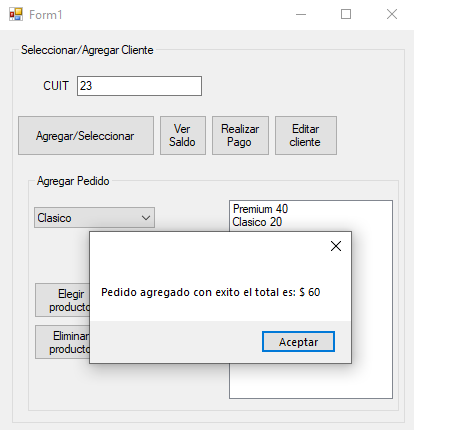 Form1
Seleccionar/Agregar Cliente
CUIT 23
Agregar/Seleccionar
Ver
Saldo
Realizar
Pago
Editar
cliente
Agregar Pedido
Clasico
Premium 40
Clasico 20
Pedido agregado con exito el total es: $ 60
Elegir
producto
Eliminar
producto
Aceptar